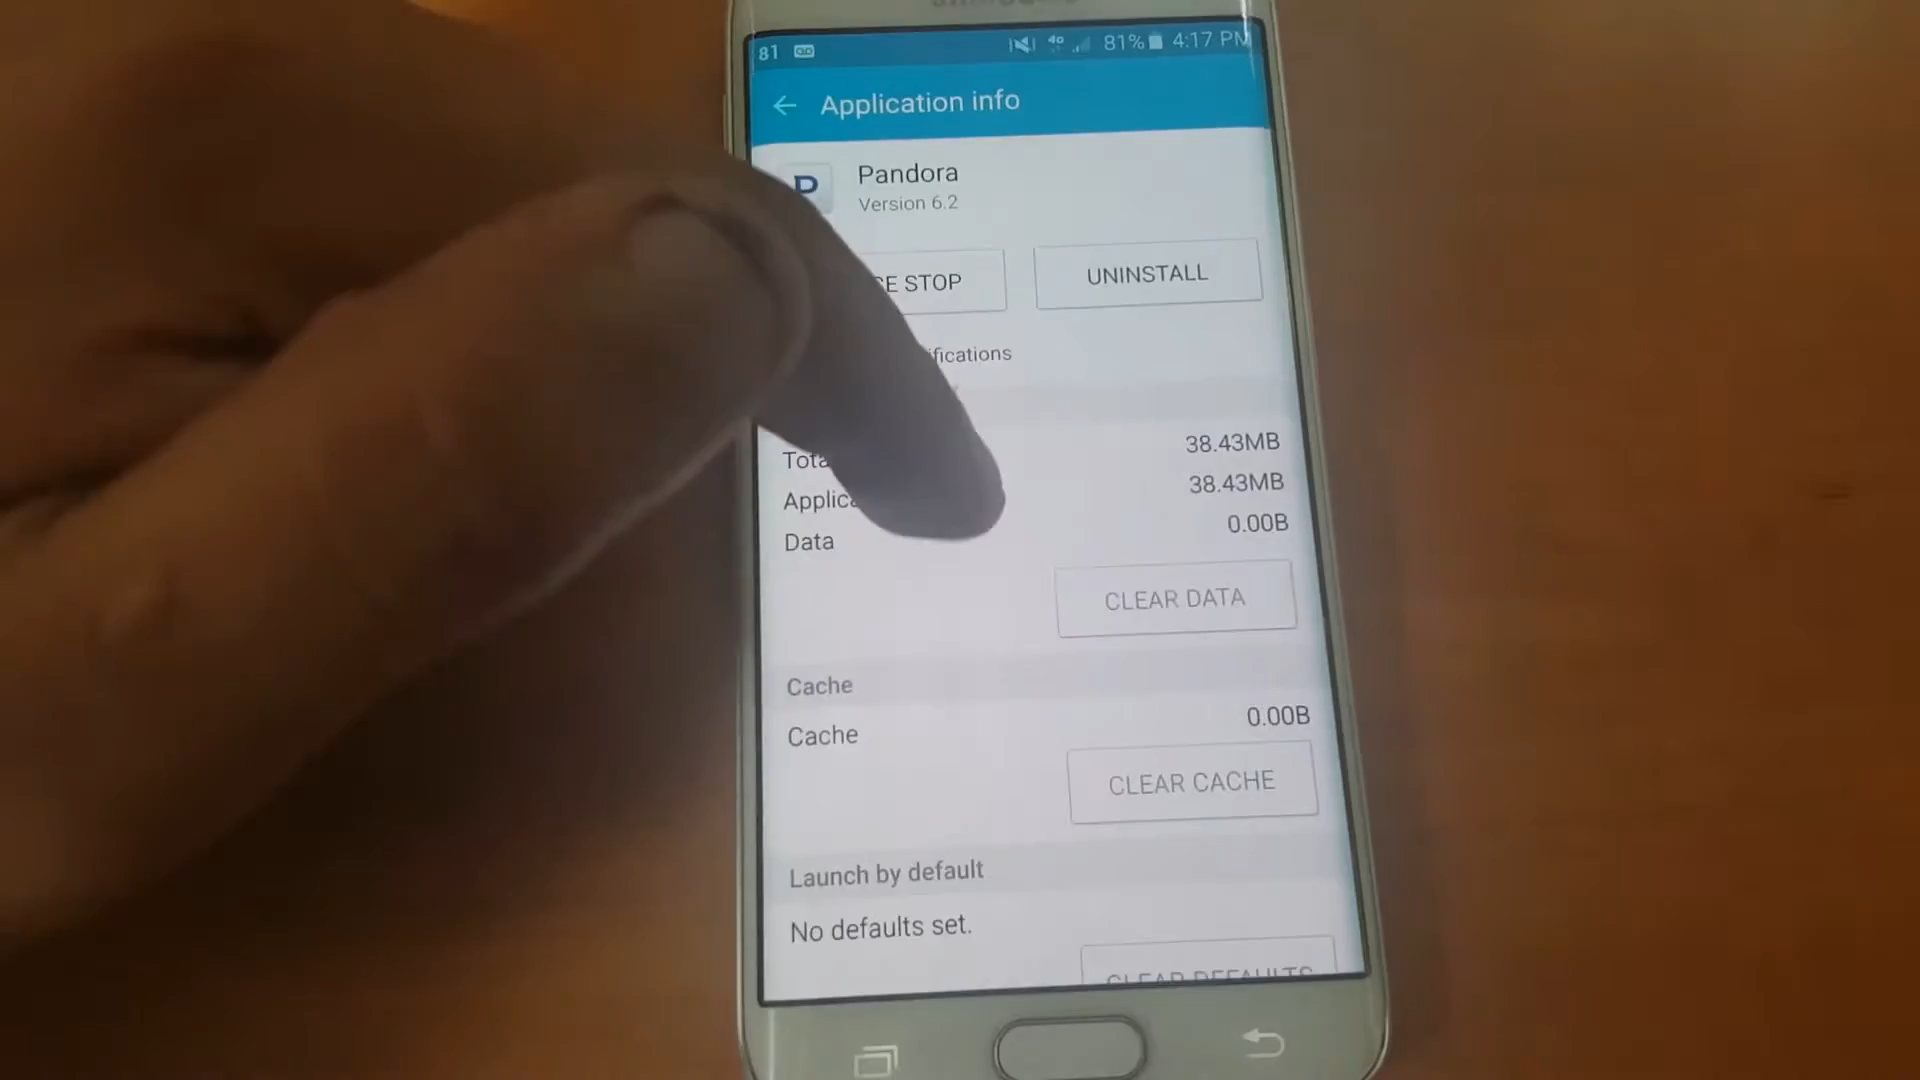 81 4G 81% 4:17 PM
Application info
Pandora
Version 6.2
CE STOP UNINSTALL
ifications
Tota 38.43MB
Applica 38.43MB
Data 0.00B
CLEAR DATA
Cache
Cache 0.00B
CLEAR CACHE
Launch by default
No defaults set.
CLEAR DEFAULTS